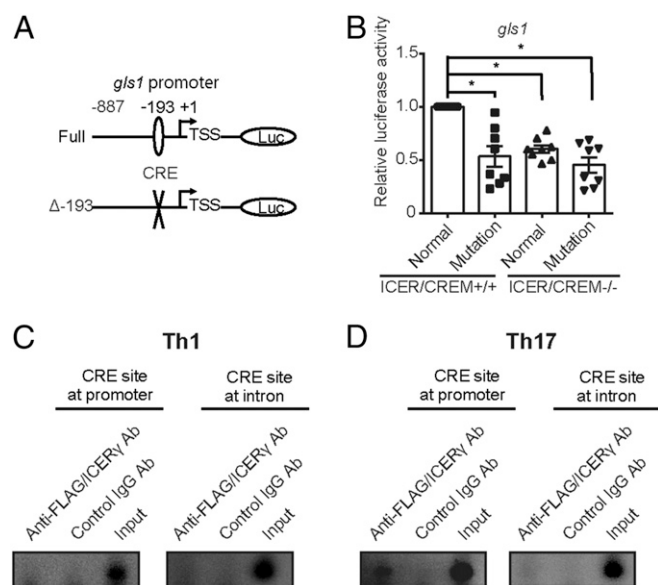 A
gls1 promoter
-887 -193 +1
Full TSS Luc
CRE
Δ-193 TSS Luc
B
gls1
Relative luciferase activity
1.5
1.0
0.5
0
*
*
*
Normal
Mutation
Normal
Mutation
ICER/CREM+/+ ICER/CREM-/-
C
Th1
CRE site
at promoter
CRE site
at intron
Anti-FLAG/ICERγ Ab
Control IgG Ab
Input
Anti-FLAG/ICERγ Ab
Control IgG Ab
Input
D
Th17
CRE site
at promoter
CRE site
at intron
Anti-FLAG/ICERγ Ab
Control IgG Ab
Input
Anti-FLAG/ICERγ Ab
Control IgG Ab
Input